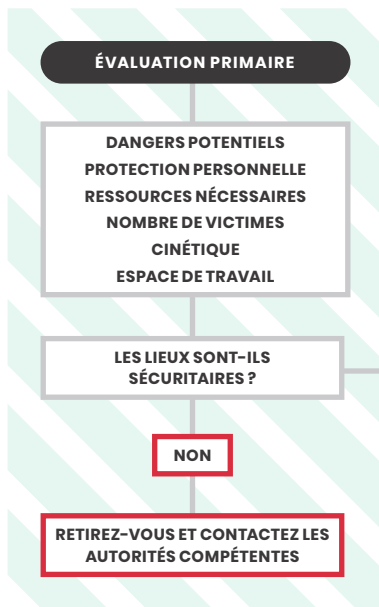 ÉVALUATION PRIMAIRE
DANGERS POTENTIELS
PROTECTION PERSONNELLE
RESSOURCES NÉCESSAIRES
NOMBRE DE VICTIMES
CINÉTIQUE
ESPACE DE TRAVAIL
LES LIEUX SONT-ILS
SÉCURITAIRES ?
NON
RETIREZ-VOUS ET CONTACTEZ LES
AUTORITÉS COMPÉTENTES